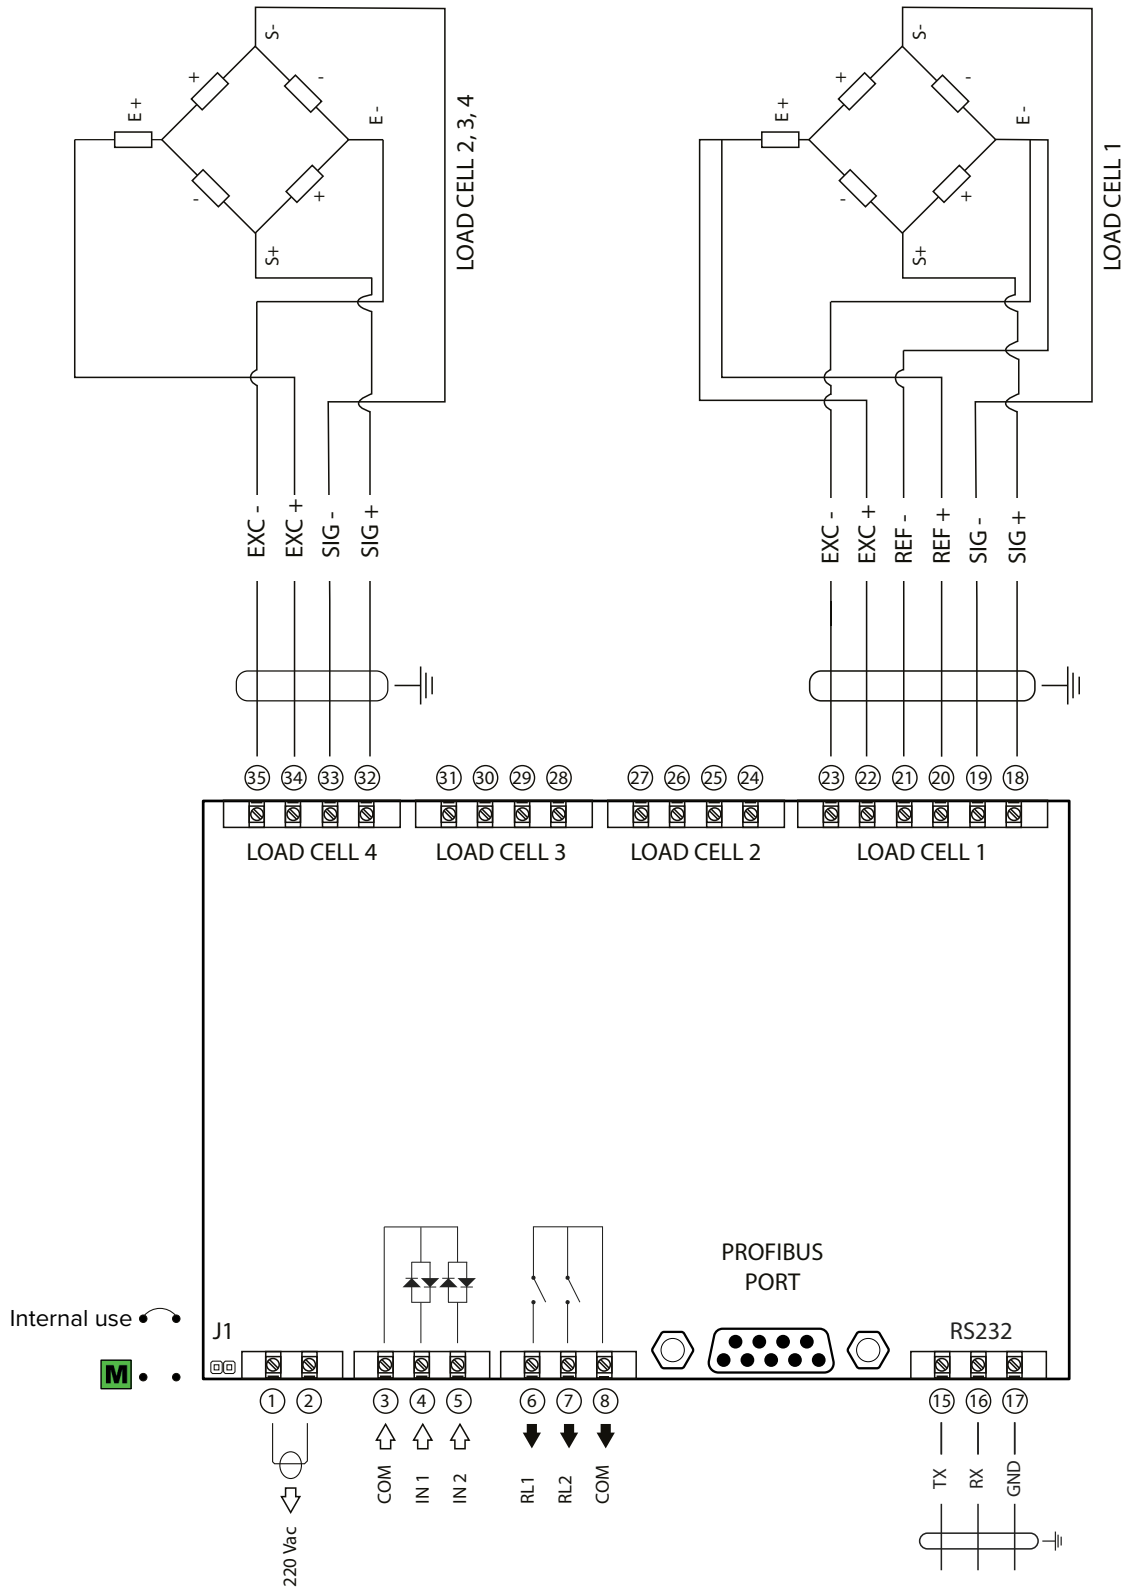 S-
+
-
E+
E -
-
+
S+
LOAD CELL 2, 3, 4
S-
+
-
E+
E -
-
+
S+
LOAD CELL 1
EXC -
EXC +
SIG -
SIG +
EXC -
EXC +
REF -
REF +
SIG -
SIG +
35 34 33 32
31 30 29 28
27 26 25 24
23 22 21 20 19 18
LOAD CELL 4
LOAD CELL 3
LOAD CELL 2
LOAD CELL 1
PROFIBUS
PORT
Internal use
J1
RS232
M
1 2
3 4 5
6 7 8
15 16 17
COM
IN 1
IN 2
RL1
RL2
COM
TX
RX
GND
220 Vac